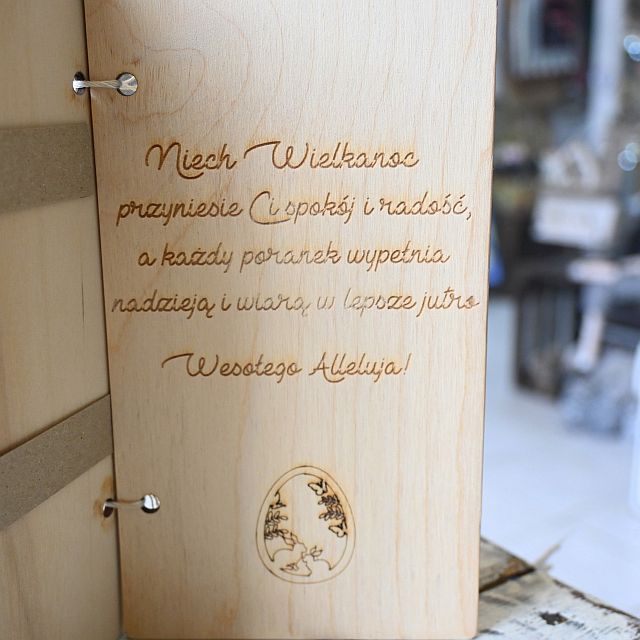 Niech Wielkanoc
przyniesie Ci spokój i radość,
a każdy poranek wypełnia
nadzieją i wiarą w lepsze jutro
Wesołego Alleluja!